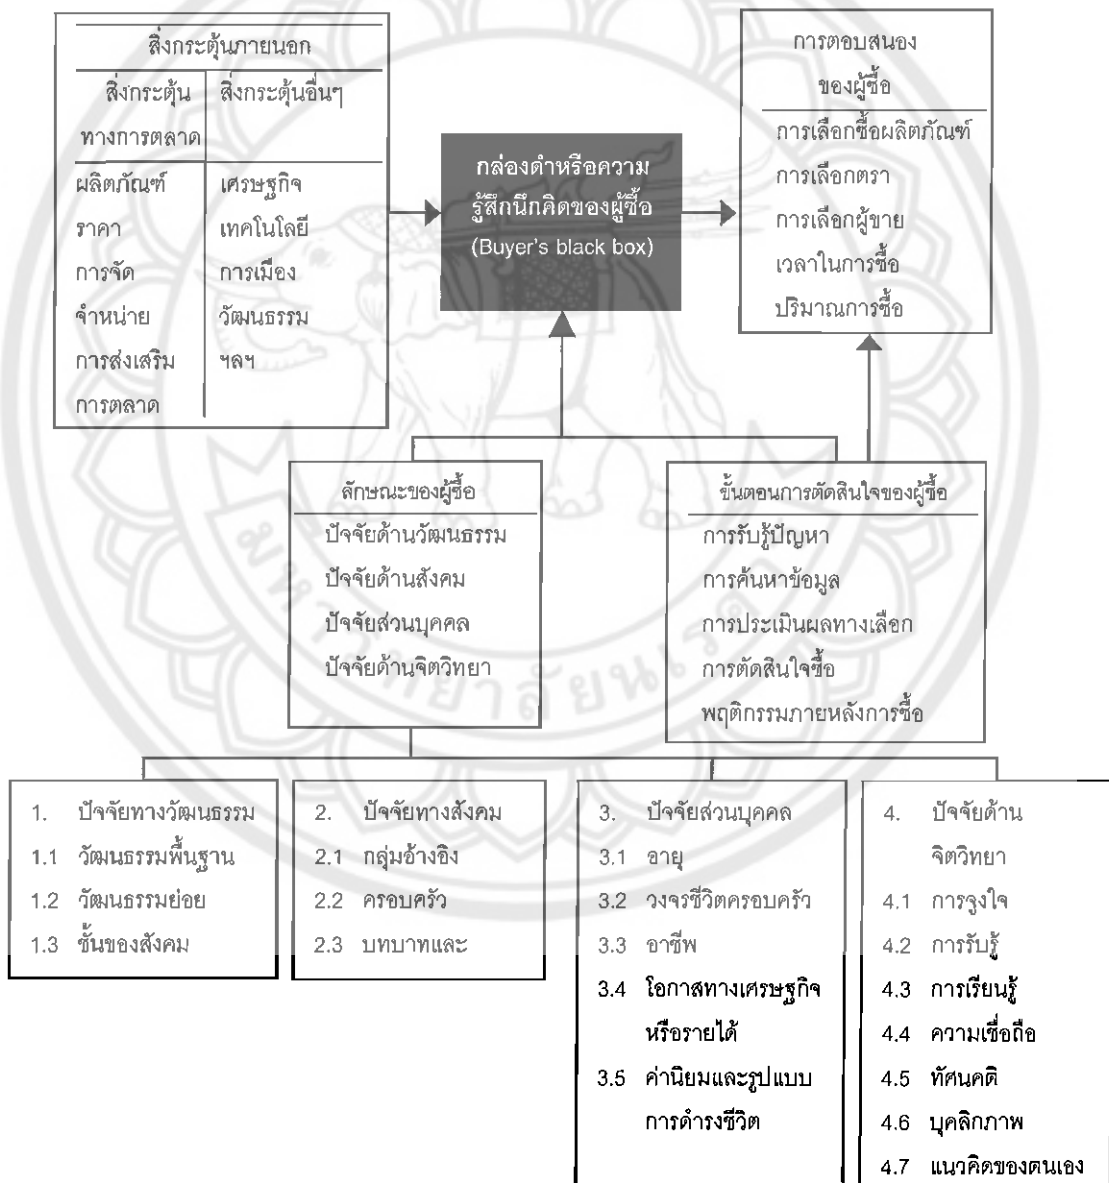 สิ่งกระตุ้นภายนอก
สิ่งกระตุ้น
ทางการตลาด
สิ่งกระตุ้นอื่นๆ
ผลิตภัณฑ์
ราคา
การจัด
จำหน่าย
การส่งเสริม
การตลาด
เศรษฐกิจ
เทคโนโลยี
การเมือง
วัฒนธรรม
ฯลฯ
กล่องดำหรือความ
รู้สึกนึกคิดของผู้ซื้อ
(Buyer's black box)
การตอบสนอง
ของผู้ซื้อ
การเลือกซื้อผลิตภัณฑ์
การเลือกตรา
การเลือกผู้ขาย
เวลาในการซื้อ
ปริมาณการซื้อ
ลักษณะของผู้ซื้อ
ปัจจัยด้านวัฒนธรรม
ปัจจัยด้านสังคม
ปัจจัยส่วนบุคคล
ปัจจัยด้านจิตวิทยา
ขั้นตอนการตัดสินใจของผู้ซื้อ
การรับรู้ปัญหา
การค้นหาข้อมูล
การประเมินผลทางเลือก
การตัดสินใจซื้อ
พฤติกรรมภายหลังการซื้อ
1. ปัจจัยทางวัฒนธรรม
1.1 วัฒนธรรมพื้นฐาน
1.2 วัฒนธรรมย่อย
1.3 ชั้นของสังคม
2. ปัจจัยทางสังคม
2.1 กลุ่มอ้างอิง
2.2 ครอบครัว
2.3 บทบาทและ
3. ปัจจัยส่วนบุคคล
3.1 อายุ
3.2 วงจรชีวิตครอบครัว
3.3 อาชีพ
3.4 โอกาสทางเศรษฐกิจ
หรือรายได้
3.5 ค่านิยมและรูปแบบ
การดำรงชีวิต
4. ปัจจัยด้าน
จิตวิทยา
4.1 การจูงใจ
4.2 การรับรู้
4.3 การเรียนรู้
4.4 ความเชื่อถือ
4.5 ทัศนคติ
4.6 บุคลิกภาพ
4.7 แนวคิดของตนเอง
มหาวิทยาลัยนเรศวร